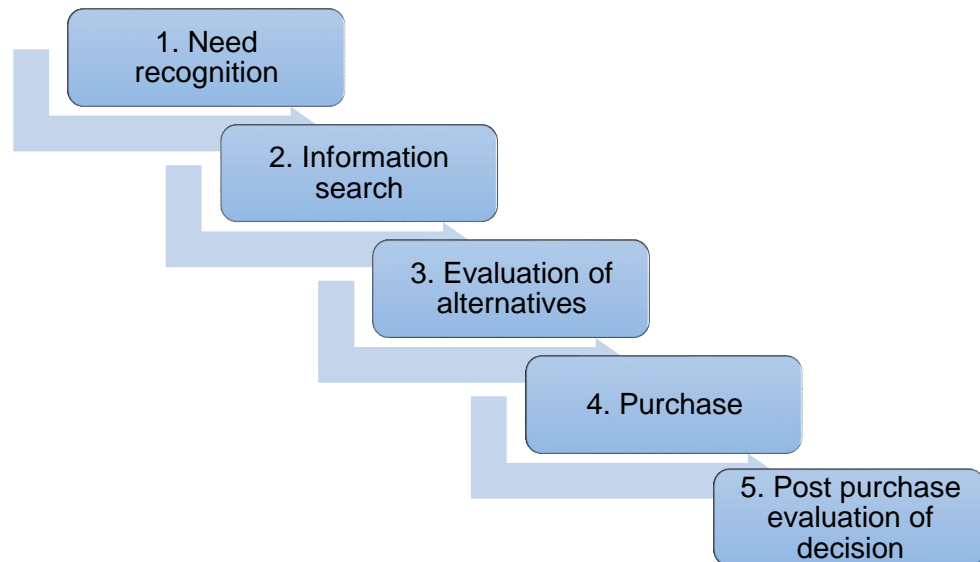 1. Need
recognition
2. Information
search
3. Evaluation of
alternatives
4. Purchase
5. Post purchase
evaluation of
decision